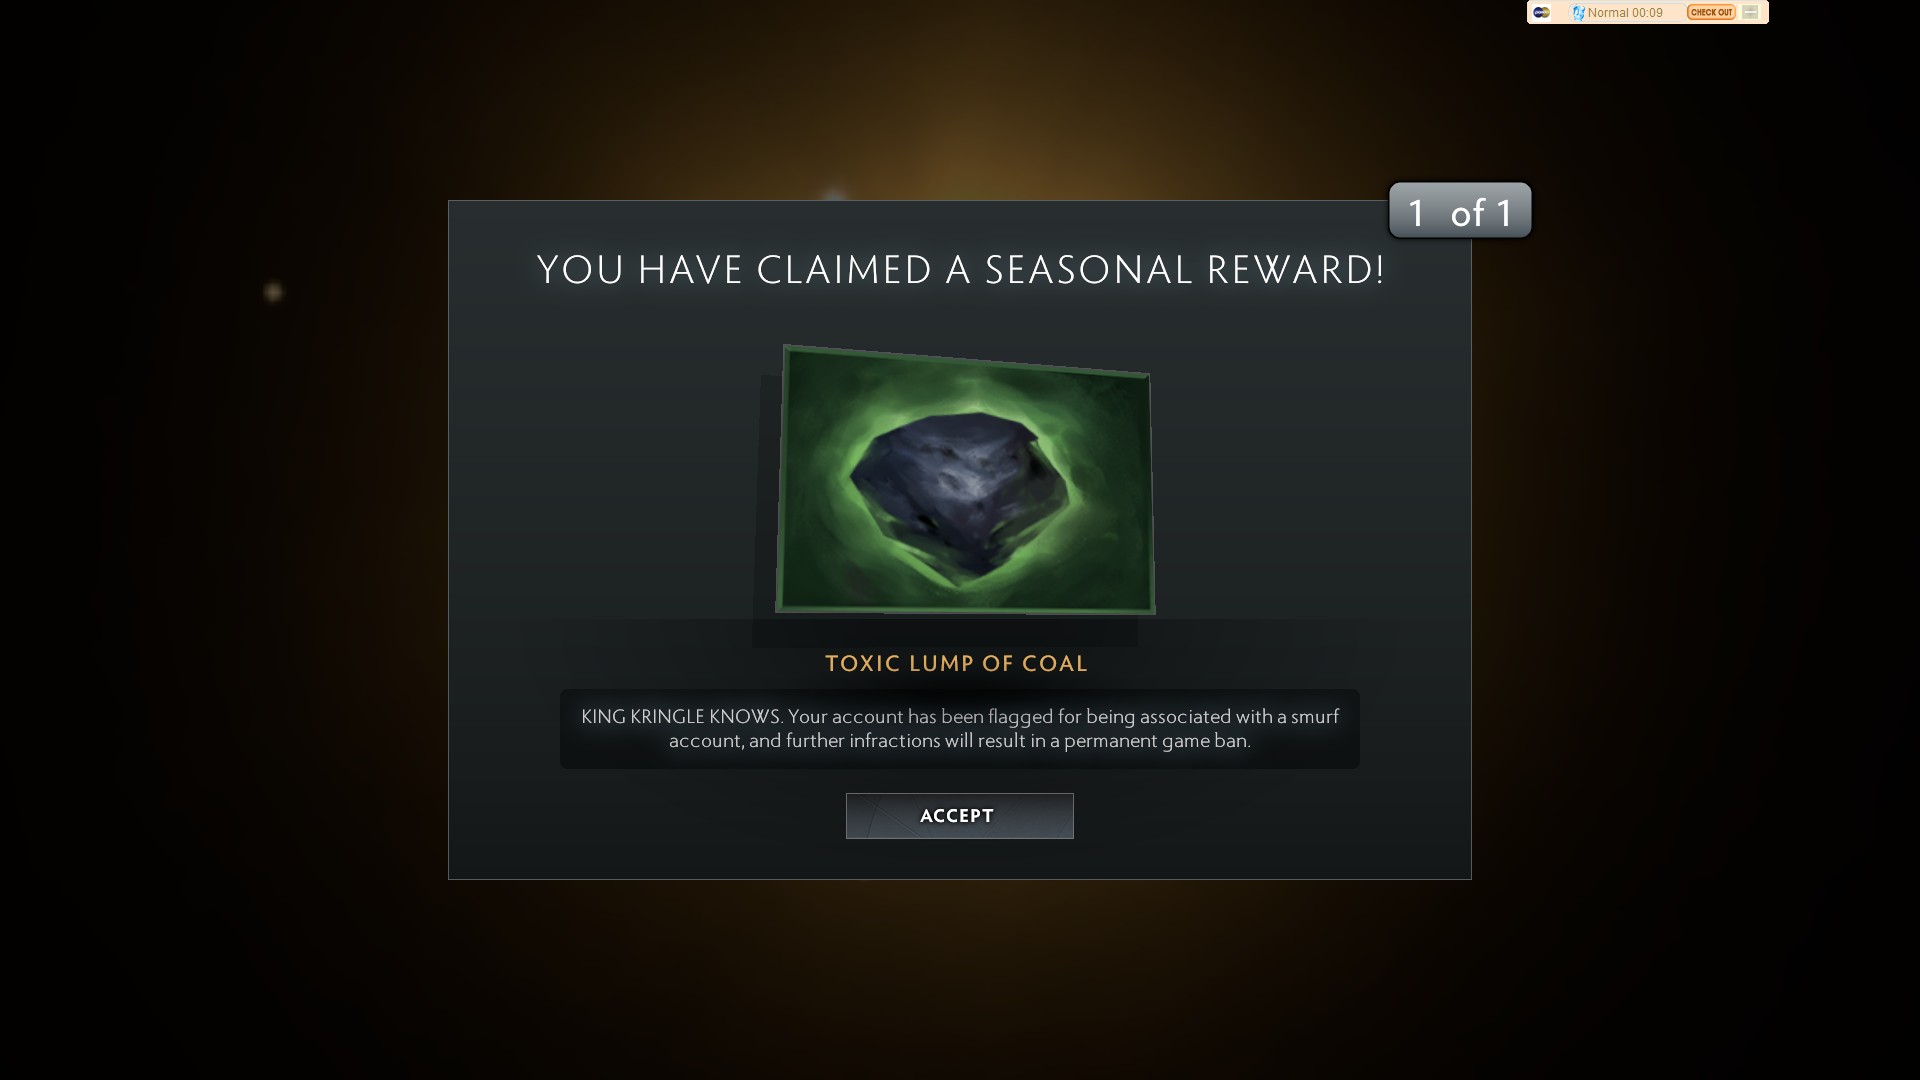 Normal 00:09
CHECK OUT
1 of 1
YOU HAVE CLAIMED A SEASONAL REWARD!
TOXIC LUMP OF COAL
KING KRINGLE KNOWS. Your account has been flagged for being associated with a smurf
account, and further infractions will result in a permanent game ban.
ACCEPT